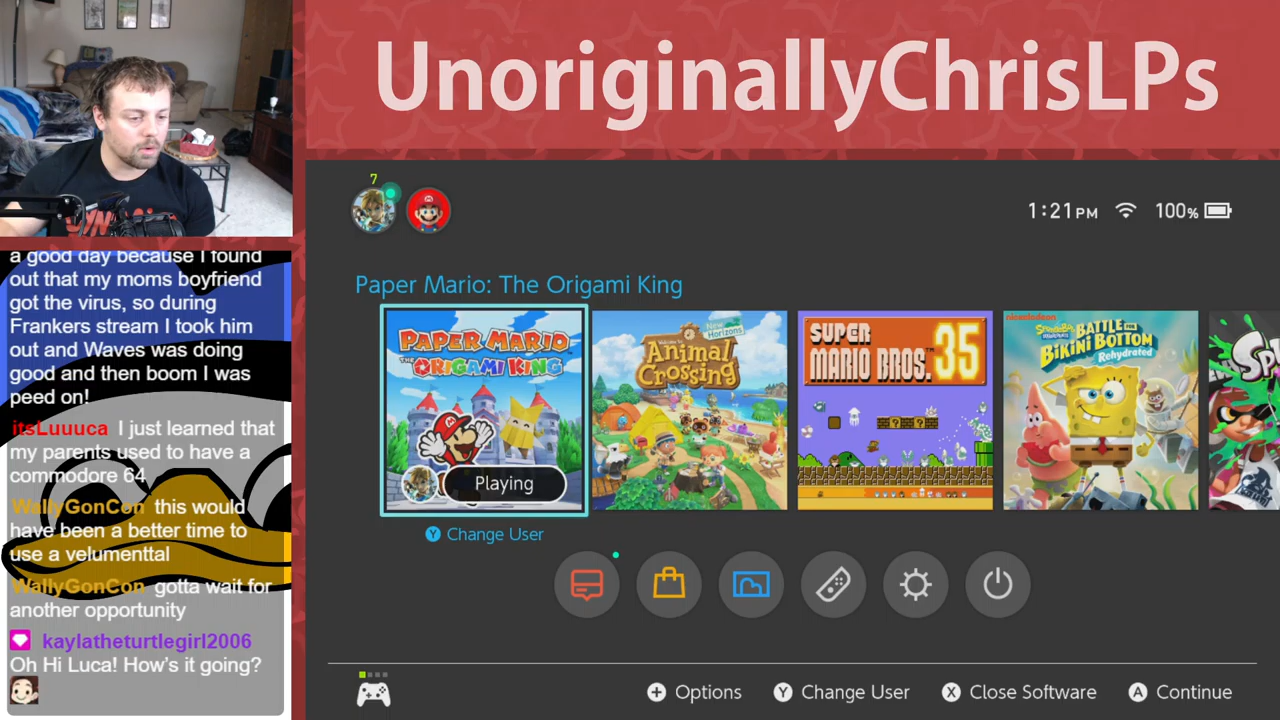 UnoriginallyChrisLPs
7
1:21PM 100%
Paper Mario: The Origami King
PAPER MARIO
THE ORIGAMI KING
Playing
Welcome to
Animal Crossing
New Horizons
SUPER
MARIO BROS.™ 35
nickelodeon
SpongeBob
SquarePants
BATTLE FOR
BIKINI BOTTOM
Rehydrated
SPL
Y Change User
a good day because I found
out that my moms boyfriend
got the virus, so during
Frankers stream I took him
out and Waves was doing
good and then boom I was
peed on!
itsLuuuca I just learned that
my parents used to have a
commodore 64
WallyGonCon this would
have been a better time to
use a velumenttal
WallyGonCon gotta wait for
another opportunity
kaylatheturtlegirl2006
Oh Hi Luca! How's it going?
+ Options Y Change User X Close Software A Continue